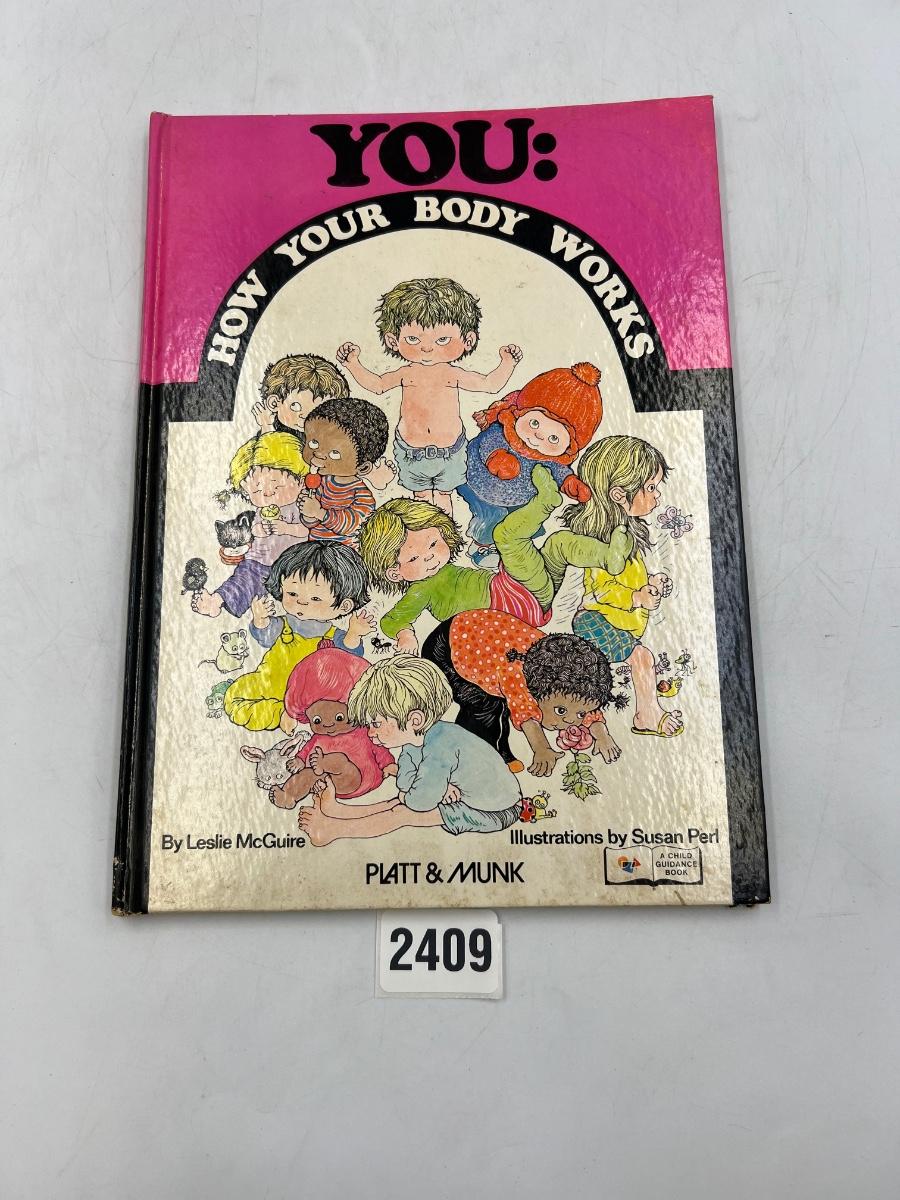 YOU:
HOW YOUR BODY WORKS
By Leslie McGuire
Illustrations by Susan Perl
PLATT & MUNK
A CHILD
GUIDANCE
BOOK
2409